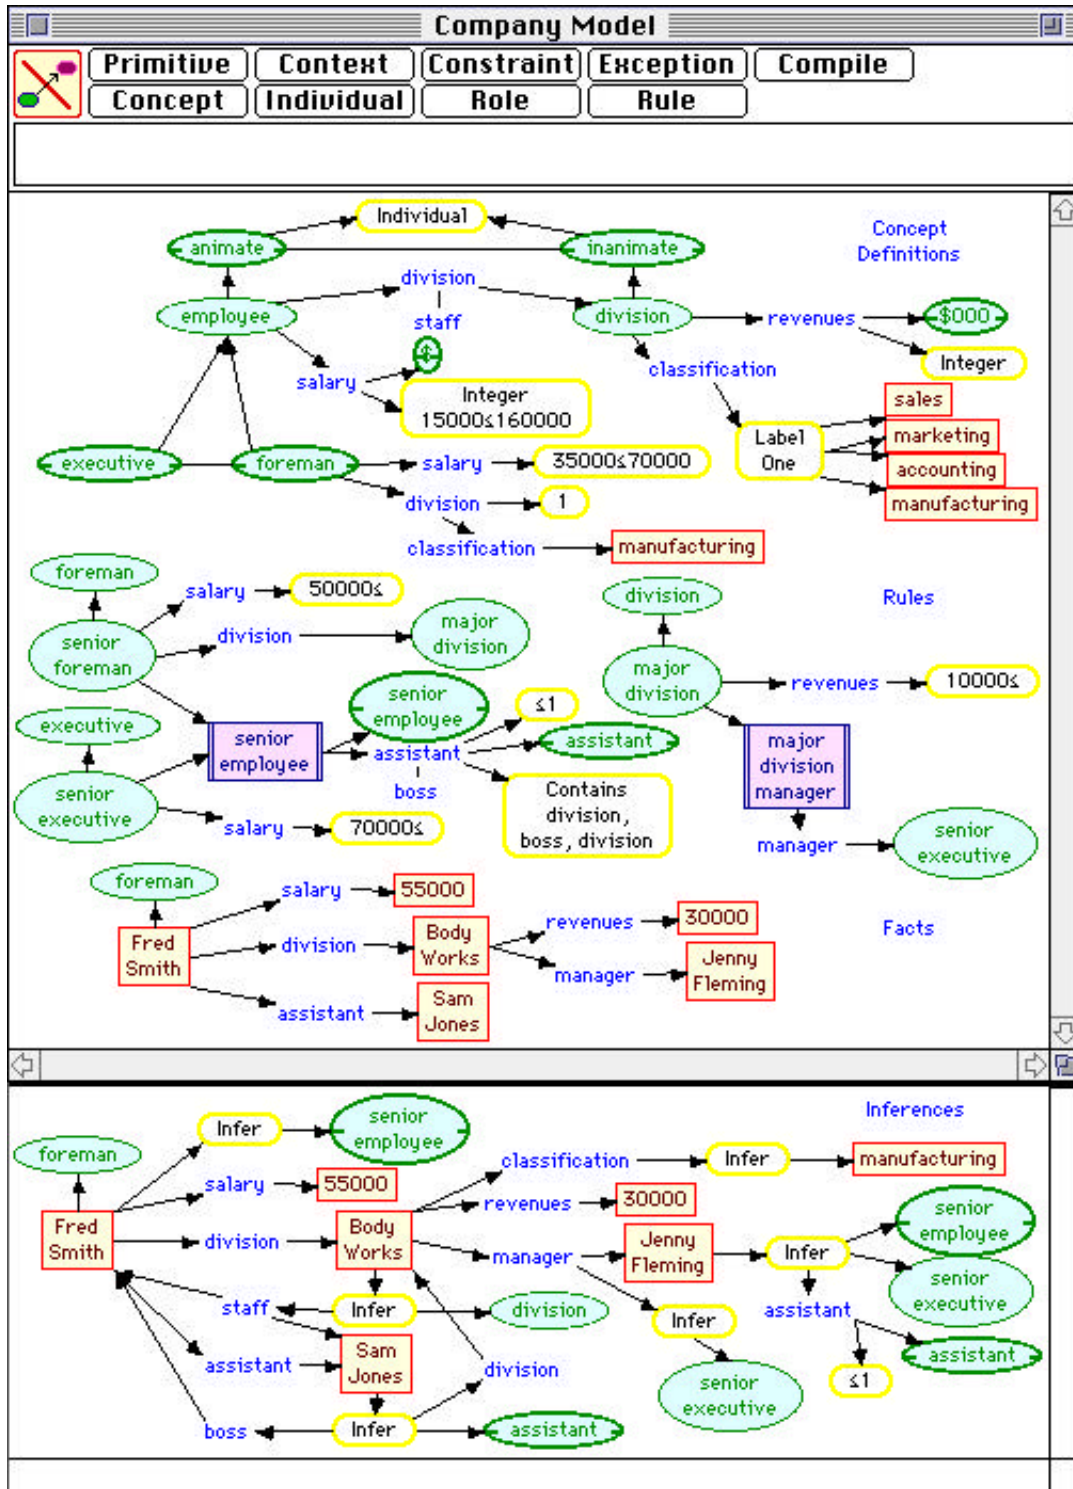 Company Model
Primitive Context Constraint Exception Compile
Concept Individual Role Rule
Individual
Concept
Definitions
animate
inanimate
division
employee
staff
division
revenues
$000
$
Integer
salary
classification
Integer
15000≤160000
sales
Label
One
marketing
accounting
manufacturing
executive
foreman
salary
35000≤70000
division
1
classification
manufacturing
foreman
salary
50000≤
division
Rules
senior
foreman
division
major
division
major
division
revenues
10000≤
executive
senior
employee
senior
employee
≤1
assistant
assistant
boss
major
division
manager
senior
executive
salary
70000≤
Contains
division,
boss, division
manager
senior
executive
foreman
salary
55000
Fred
Smith
division
Body
Works
revenues
30000
Facts
manager
Jenny
Fleming
assistant
Sam
Jones
Inferences
Infer
senior
employee
foreman
classification
Infer
manufacturing
salary
55000
revenues
30000
Fred
Smith
division
Body
Works
manager
Jenny
Fleming
Infer
senior
employee
senior
executive
staff
Infer
division
Infer
assistant
assistant
Sam
Jones
assistant
division
≤1
senior
executive
boss
Infer
assistant